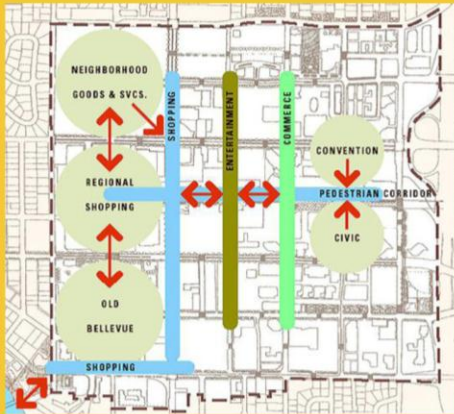 NEIGHBORHOOD
GOODS & SVCS.
SHOPPING
ENTERTAINMENT
COMMERCE
CONVENTION
REGIONAL
SHOPPING
PEDESTRIAN CORRIDOR
CIVIC
OLD
BELLEVUE
SHOPPING